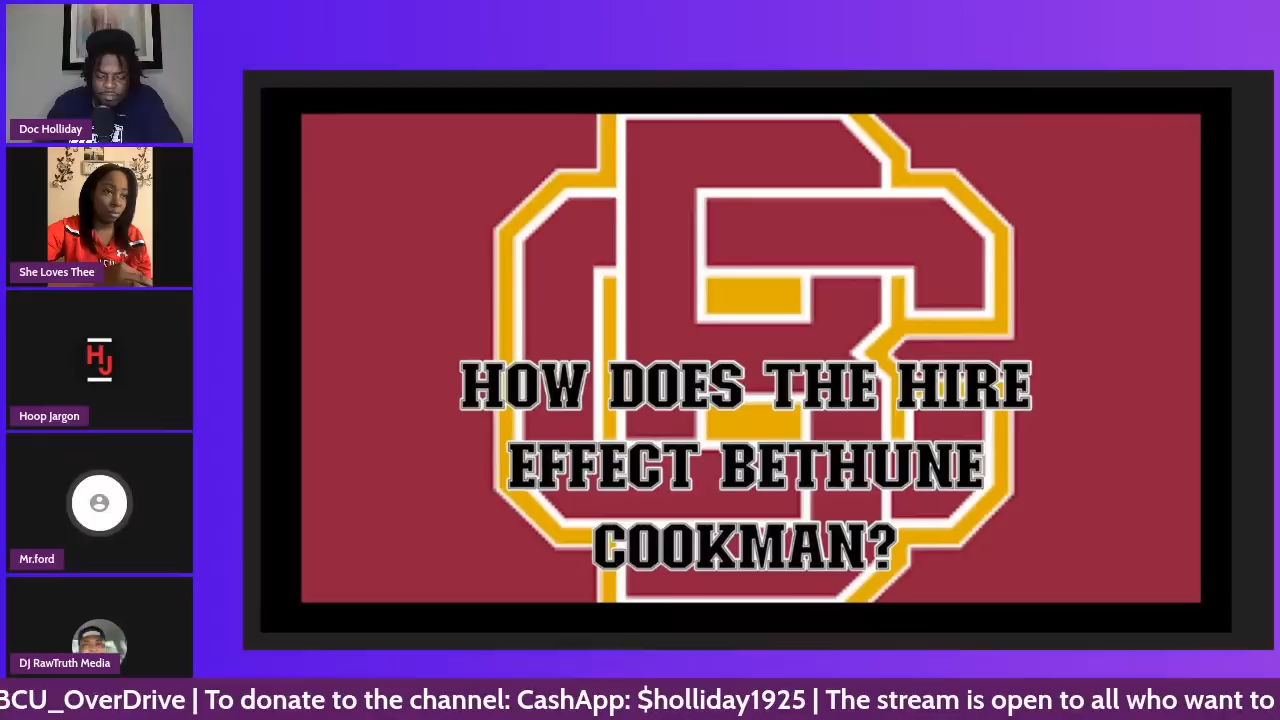 Doc Holliday
She Loves Thee
HJ
Hoop Jargon
Mr.ford
DJ RawTruth Media
HOW DOES THE HIRE
EFFECT BETHUNE
COOKMAN?
BCU_OverDrive | To donate to the channel: CashApp: $holliday1925 | The stream is open to all who want to